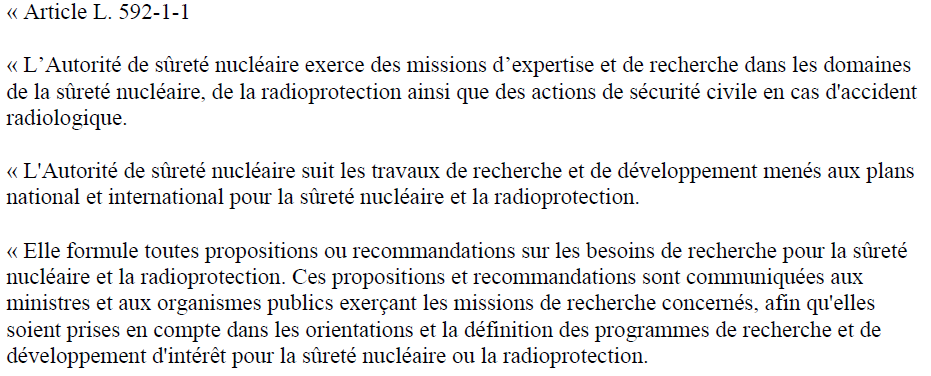 « Article L. 592-1-1
« L’Autorité de sûreté nucléaire exerce des missions d’expertise et de recherche dans les domaines
de la sûreté nucléaire, de la radioprotection ainsi que des actions de sécurité civile en cas d'accident
radiologique.
« L'Autorité de sûreté nucléaire suit les travaux de recherche et de développement menés aux plans
national et international pour la sûreté nucléaire et la radioprotection.
« Elle formule toutes propositions ou recommandations sur les besoins de recherche pour la sûreté
nucléaire et la radioprotection. Ces propositions et recommandations sont communiquées aux
ministres et aux organismes publics exerçant les missions de recherche concernés, afin qu'elles
soient prises en compte dans les orientations et la définition des programmes de recherche et de
développement d'intérêt pour la sûreté nucléaire ou la radioprotection.